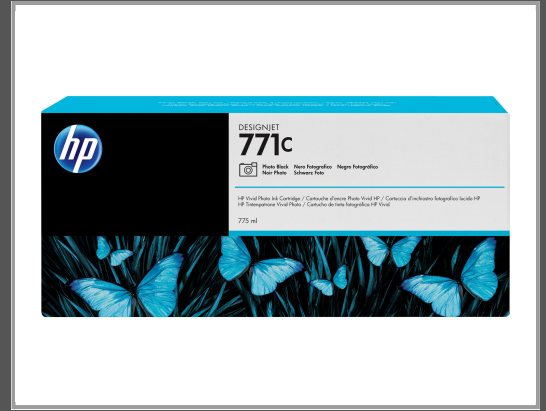 hp
DESIGNJET
771C
Photo Black Nero Fotografico Negro Fotográfico
Noir Photo Schwarz Foto
HP Vivid Photo Ink Cartridge / Cartouche d'encre Photo Vivid HP / Cartuccia d'inchiostro fotografico lucido HP
HP Tintenpatrone Vivid Photo / Cartucho de tinta fotográfica HP Vivid
775 ml